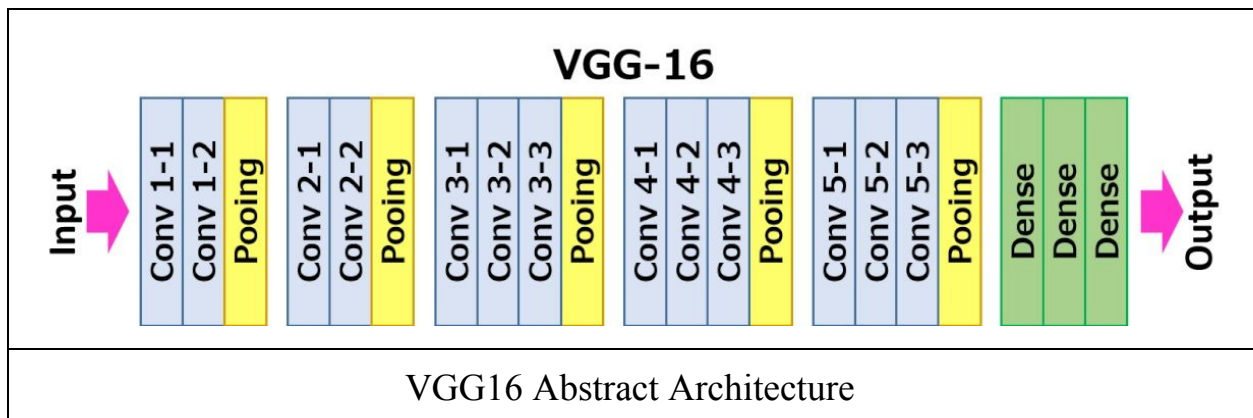 VGG-16
Input
Conv 1-1
Conv 1-2
Pooing
Conv 2-1
Conv 2-2
Pooing
Conv 3-1
Conv 3-2
Conv 3-3
Pooing
Conv 4-1
Conv 4-2
Conv 4-3
Pooing
Conv 5-1
Conv 5-2
Conv 5-3
Pooing
Dense
Dense
Dense
Output
VGG16 Abstract Architecture